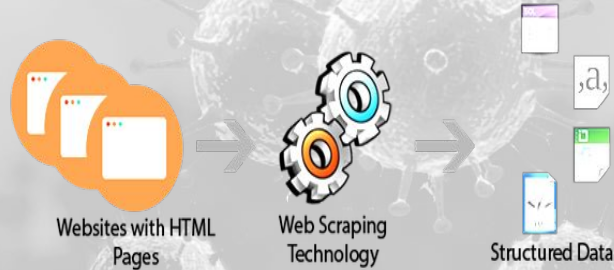 Websites with HTML
Pages
Web Scraping
Technology
,a,
Structured Data